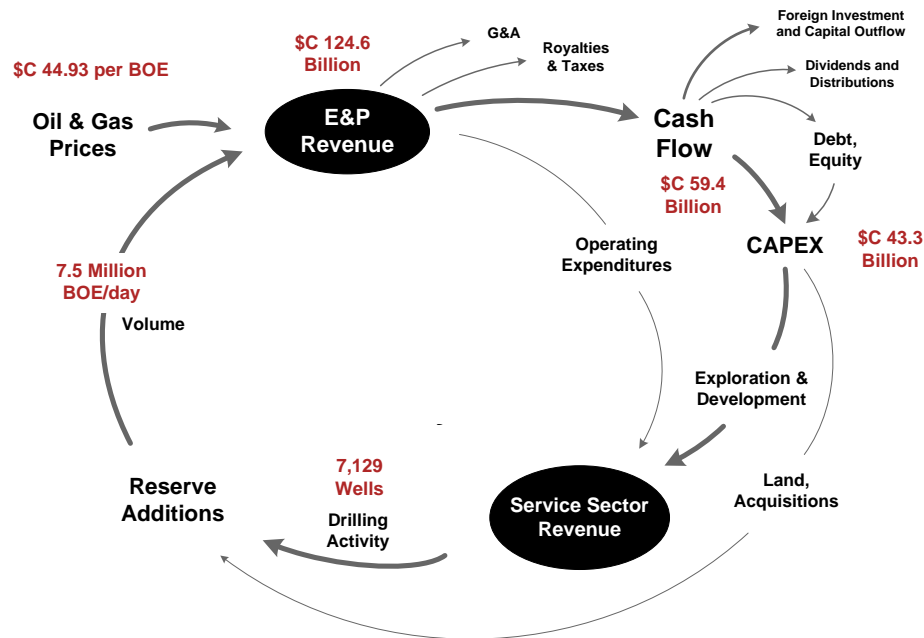 Foreign Investment
and Capital Outflow
G&A
$C 124.6
Billion
Royalties
& Taxes
$C 44.93 per BOE
Dividends and
Distributions
Oil & Gas
Prices
E&P
Revenue
Cash
Flow
Debt,
Equity
$C 59.4
Billion
CAPEX
$C 43.3
Billion
Operating
Expenditures
7.5 Million
BOE/day
Volume
Exploration &
Development
7,129
Wells
Reserve
Additions
Drilling
Activity
Service Sector
Revenue
Land,
Acquisitions